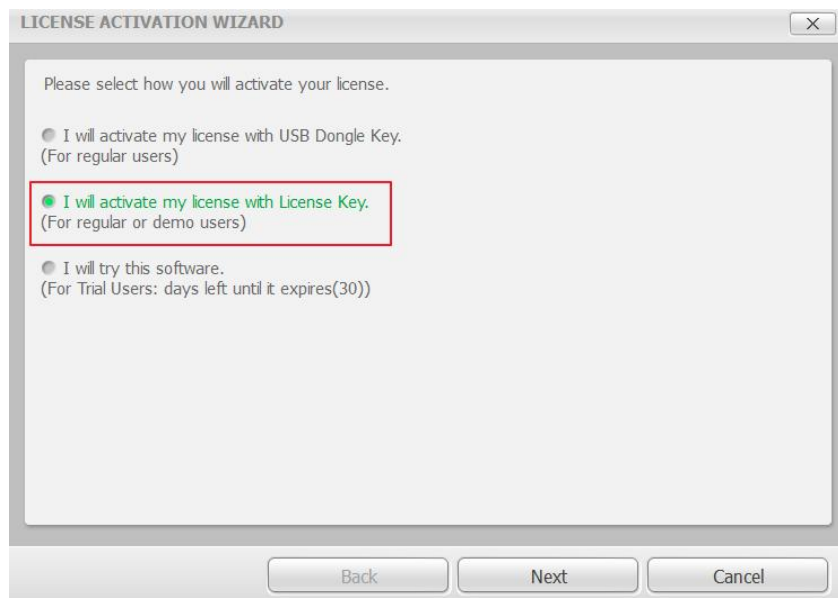 LICENSE ACTIVATION WIZARD
Please select how you will activate your license.
I will activate my license with USB Dongle Key.
(For regular users)
I will activate my license with License Key.
(For regular or demo users)
I will try this software.
(For Trial Users: days left until it expires(30))
Back Next Cancel